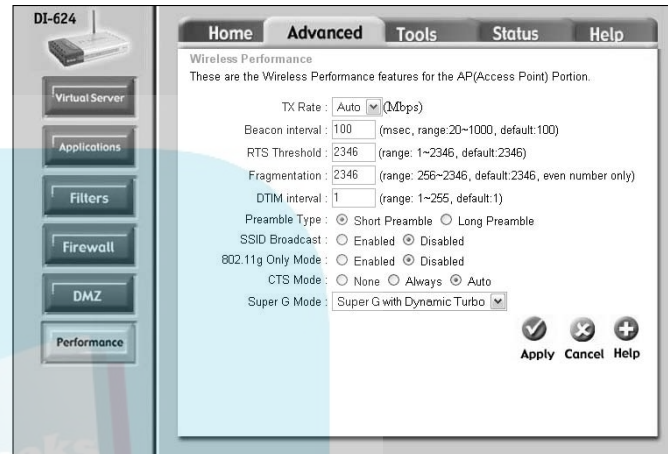 DI-624
Home Advanced Tools Status Help
Wireless Performance
These are the Wireless Performance features for the AP(Access Point) Portion.
Virtual Server
Applications
Filters
Firewall
DMZ
Performance
TX Rate : Auto (Mbps)
Beacon interval : 100 (msec, range:20~1000, default:100)
RTS Threshold : 2346 (range: 1~2346, default:2346)
Fragmentation : 2346 (range: 256~2346, default:2346, even number only)
DTIM interval : 1 (range: 1~255, default:1)
Preamble Type : Short Preamble Long Preamble
SSID Broadcast : Enabled Disabled
802.11g Only Mode : Enabled Disabled
CTS Mode : None Always Auto
Super G Mode : Super G with Dynamic Turbo
Apply Cancel Help